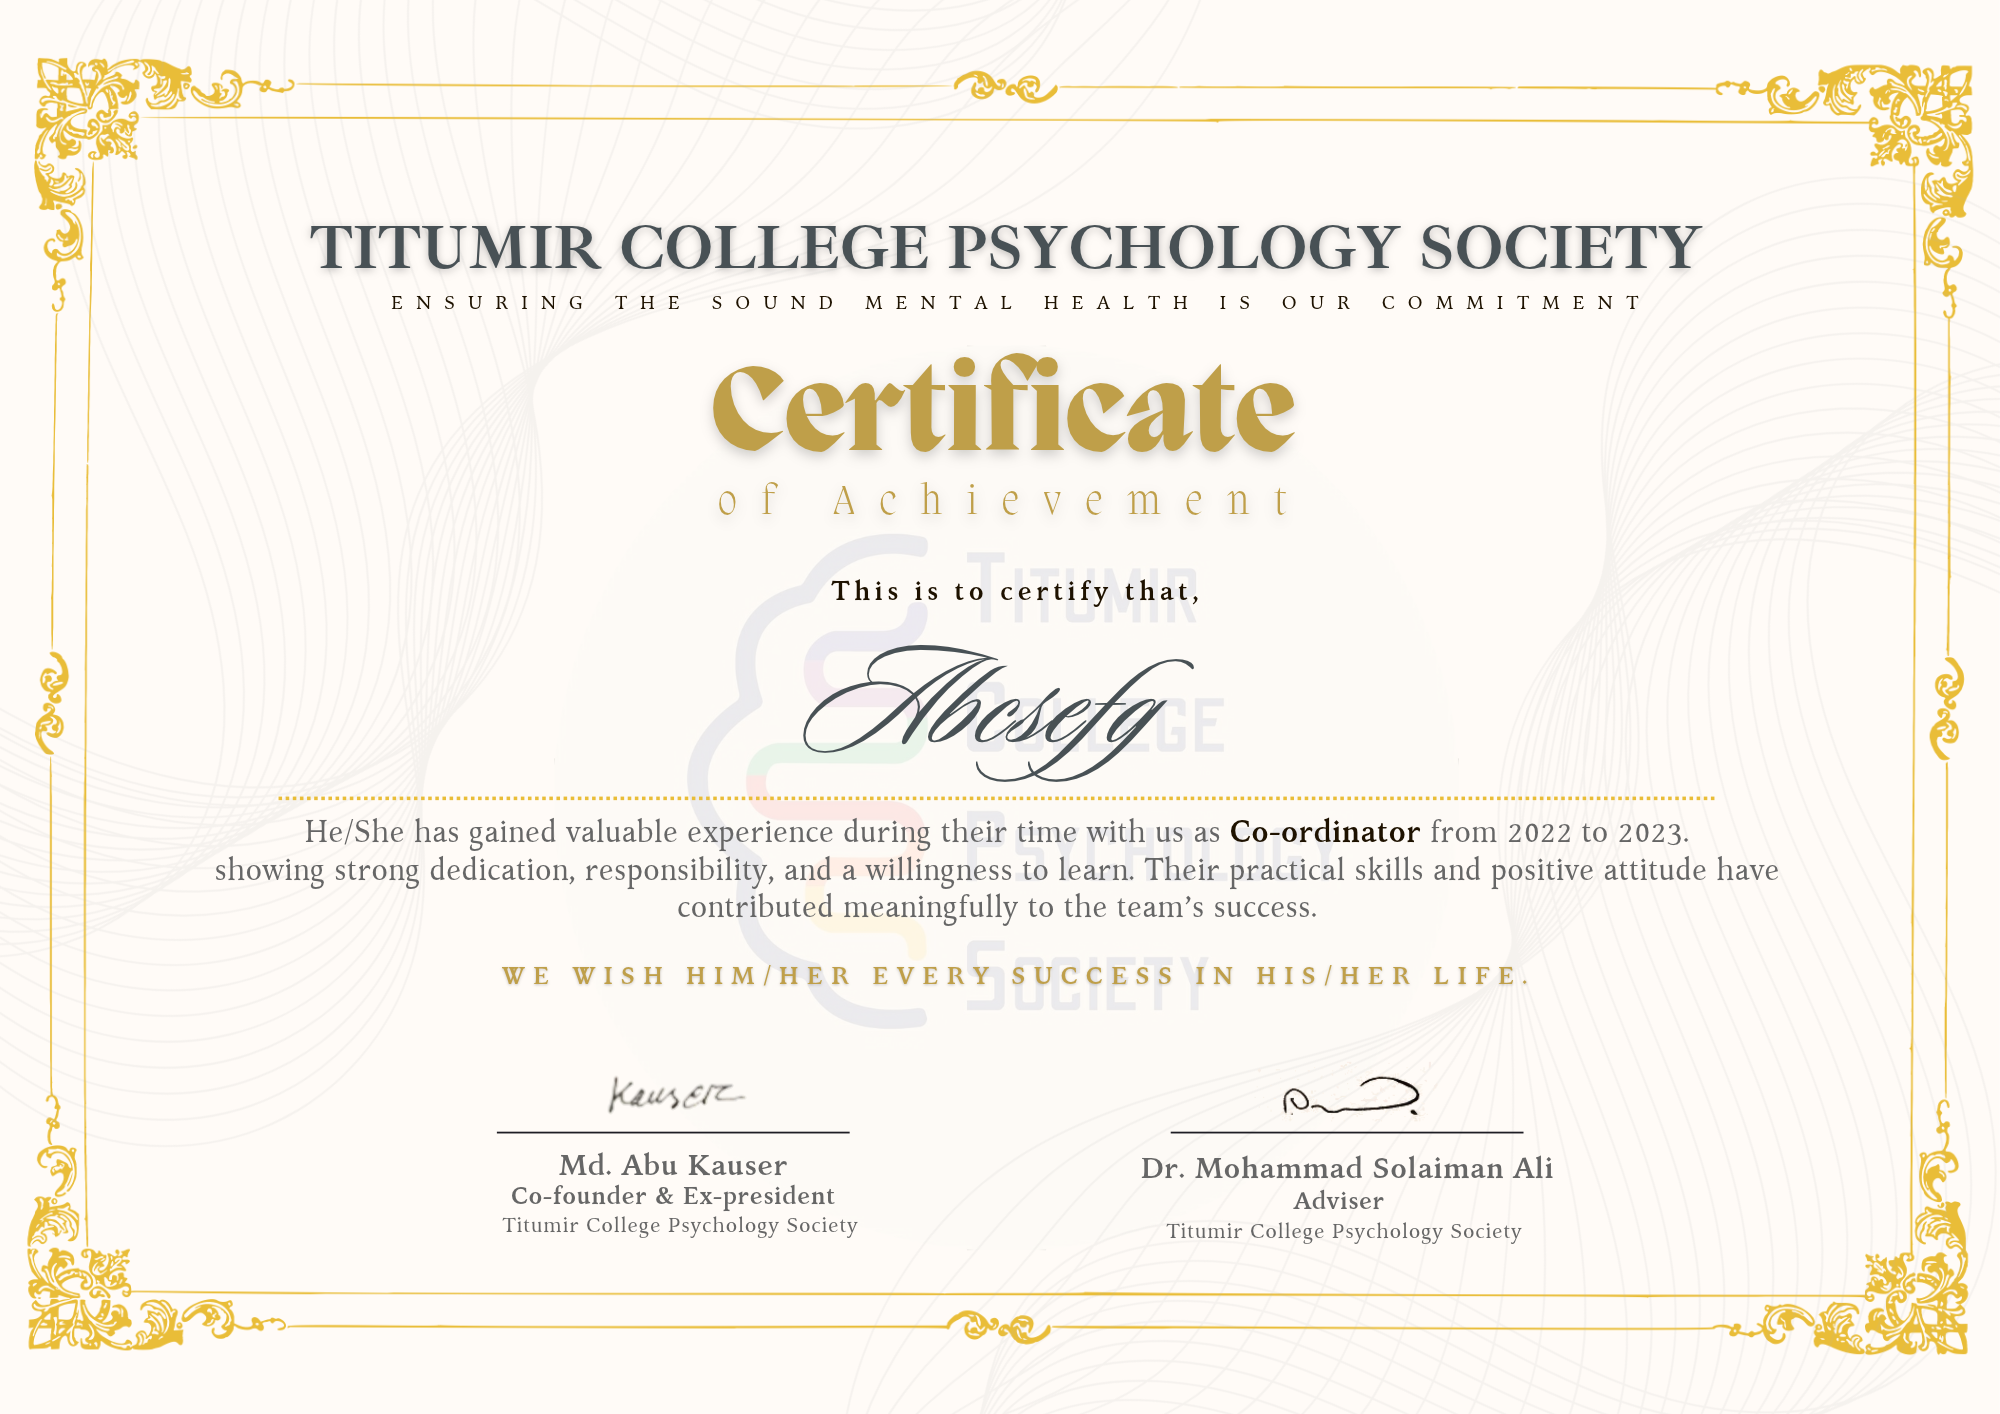 TITUMIR COLLEGE PSYCHOLOGY SOCIETY
ENSURING THE SOUND MENTAL HEALTH IS OUR COMMITMENT
Certificate
of Achievement
This is to certify that,
Abcsefg
He/She has gained valuable experience during their time with us as Co-ordinator from 2022 to 2023.
showing strong dedication, responsibility, and a willingness to learn. Their practical skills and positive attitude have
contributed meaningfully to the team’s success.
WE WISH HIM/HER EVERY SUCCESS IN HIS/HER LIFE.
TITUMIR
COLLEGE
PSYCHOLOGY
SOCIETY
Kauser
Md. Abu Kauser
Co-founder & Ex-president
Titumir College Psychology Society
Dr. Mohammad Solaiman Ali
Adviser
Titumir College Psychology Society